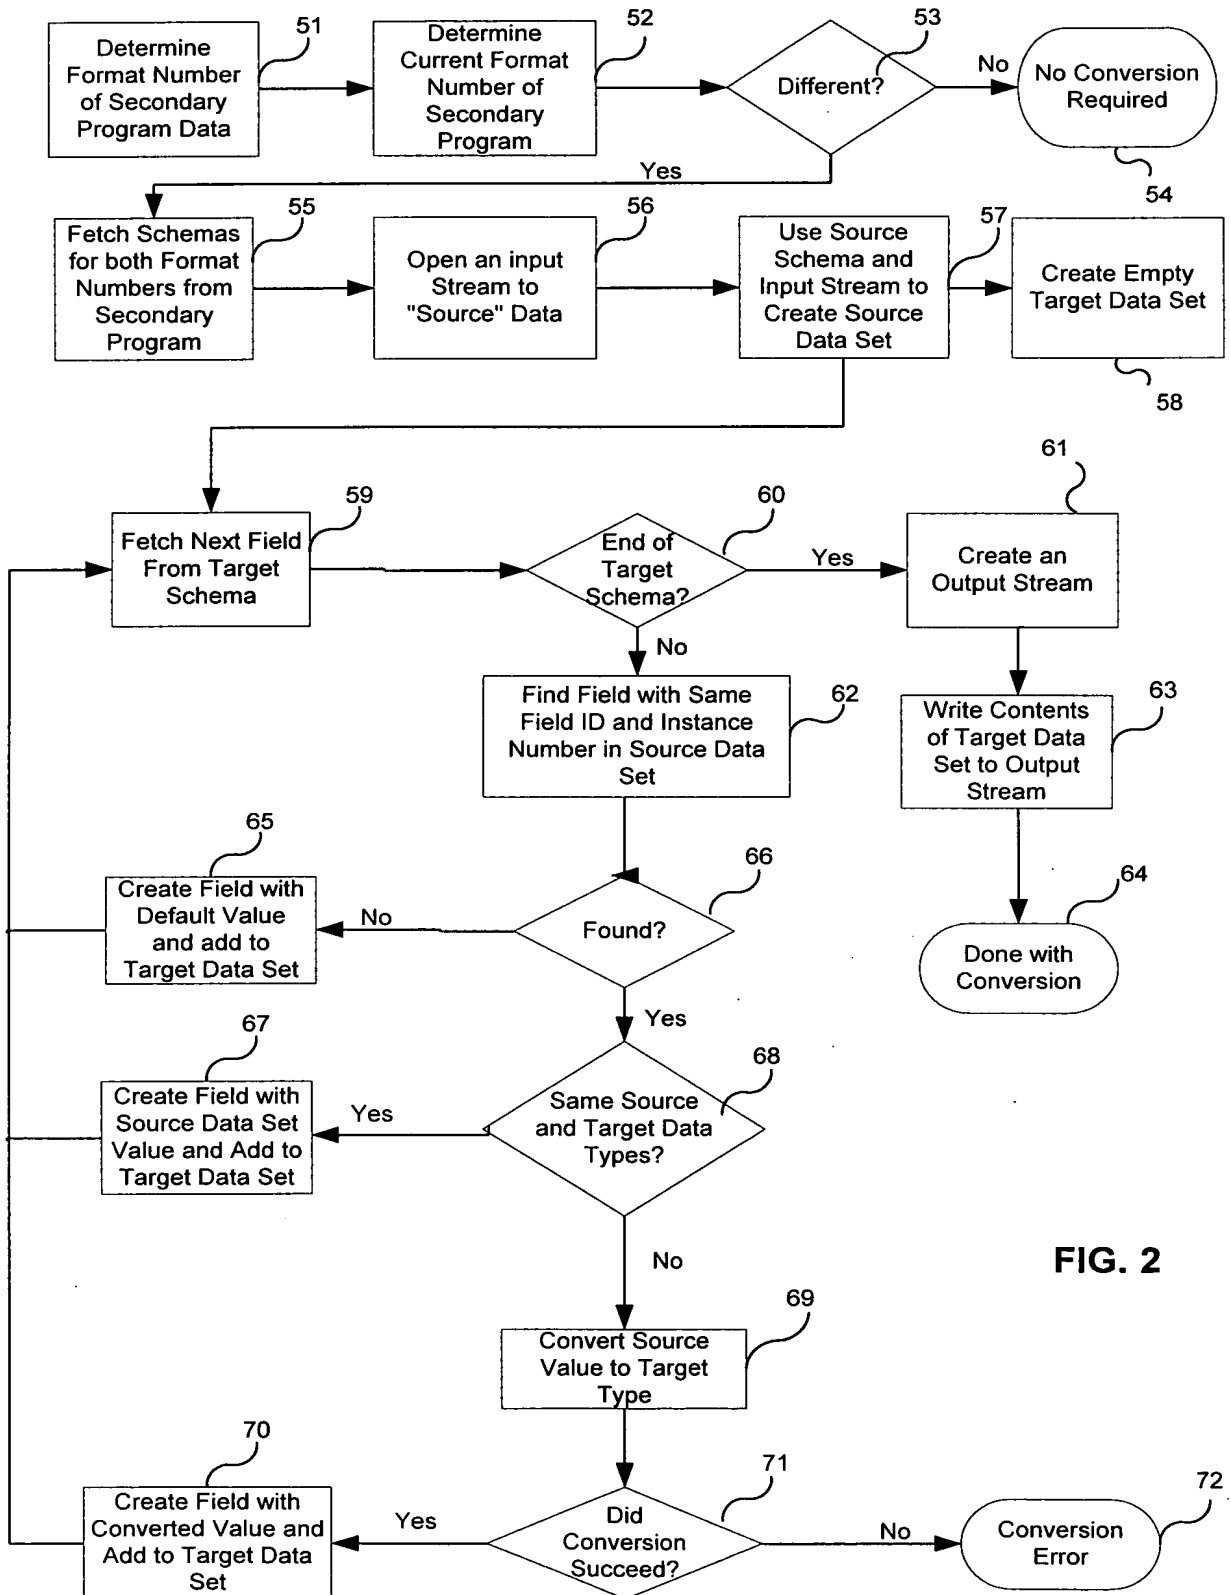 51
Determine
Format Number
of Secondary
Program Data
52
Determine
Current Format
Number of
Secondary
Program
53
Different?
No
No Conversion
Required
54
Yes
55
Fetch Schemas
for both Format
Numbers from
Secondary
Program
56
Open an input
Stream to
"Source" Data
57
Use Source
Schema and
Input Stream to
Create Source
Data Set
Create Empty
Target Data Set
58
59
Fetch Next Field
From Target
Schema
60
End of
Target
Schema?
Yes
61
Create an
Output Stream
No
62
Find Field with Same
Field ID and Instance
Number in Source Data
Set
63
Write Contents
of Target Data
Set to Output
Stream
64
Done with
Conversion
65
Create Field with
Default Value
and add to
Target Data Set
No
66
Found?
Yes
67
Create Field with
Source Data Set
Value and Add to
Target Data Set
Yes
68
Same Source
and Target Data
Types?
No
FIG. 2
69
Convert Source
Value to Target
Type
70
Create Field with
Converted Value and
Add to Target Data
Set
Yes
71
Did
Conversion
Succeed?
No
72
Conversion
Error